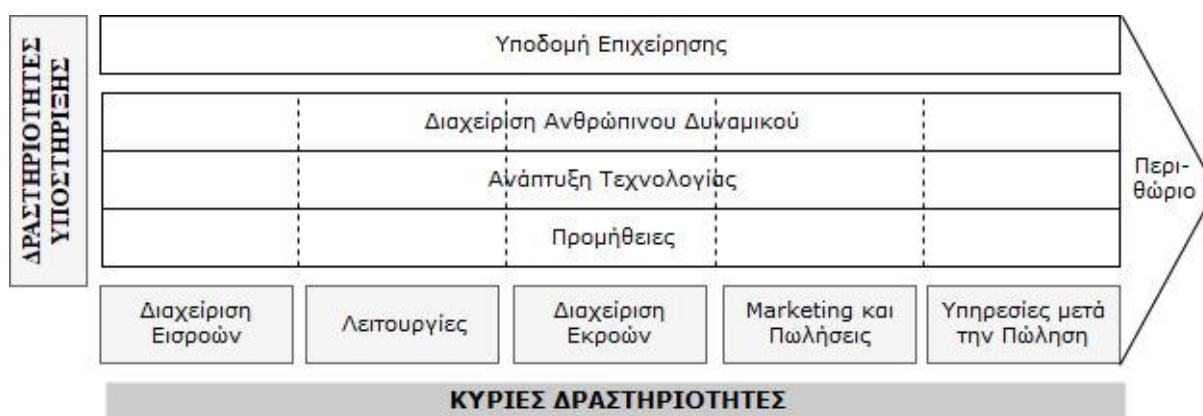 ΔΡΑΣΤΗΡΙΟΤΗΤΕΣ
ΥΠΟΣΤΗΡΙΞΗΣ
Υποδομή Επιχείρησης
Διαχείριση Ανθρώπινου Δυναμικού
Ανάπτυξη Τεχνολογίας
Προμήθειες
Περι-
θώριο
Διαχείριση
Εισροών
Λειτουργίες
Διαχείριση
Εκροών
Marketing και
Πωλήσεις
Υπηρεσίες μετά
την Πώληση
ΚΥΡΙΕΣ ΔΡΑΣΤΗΡΙΟΤΗΤΕΣ